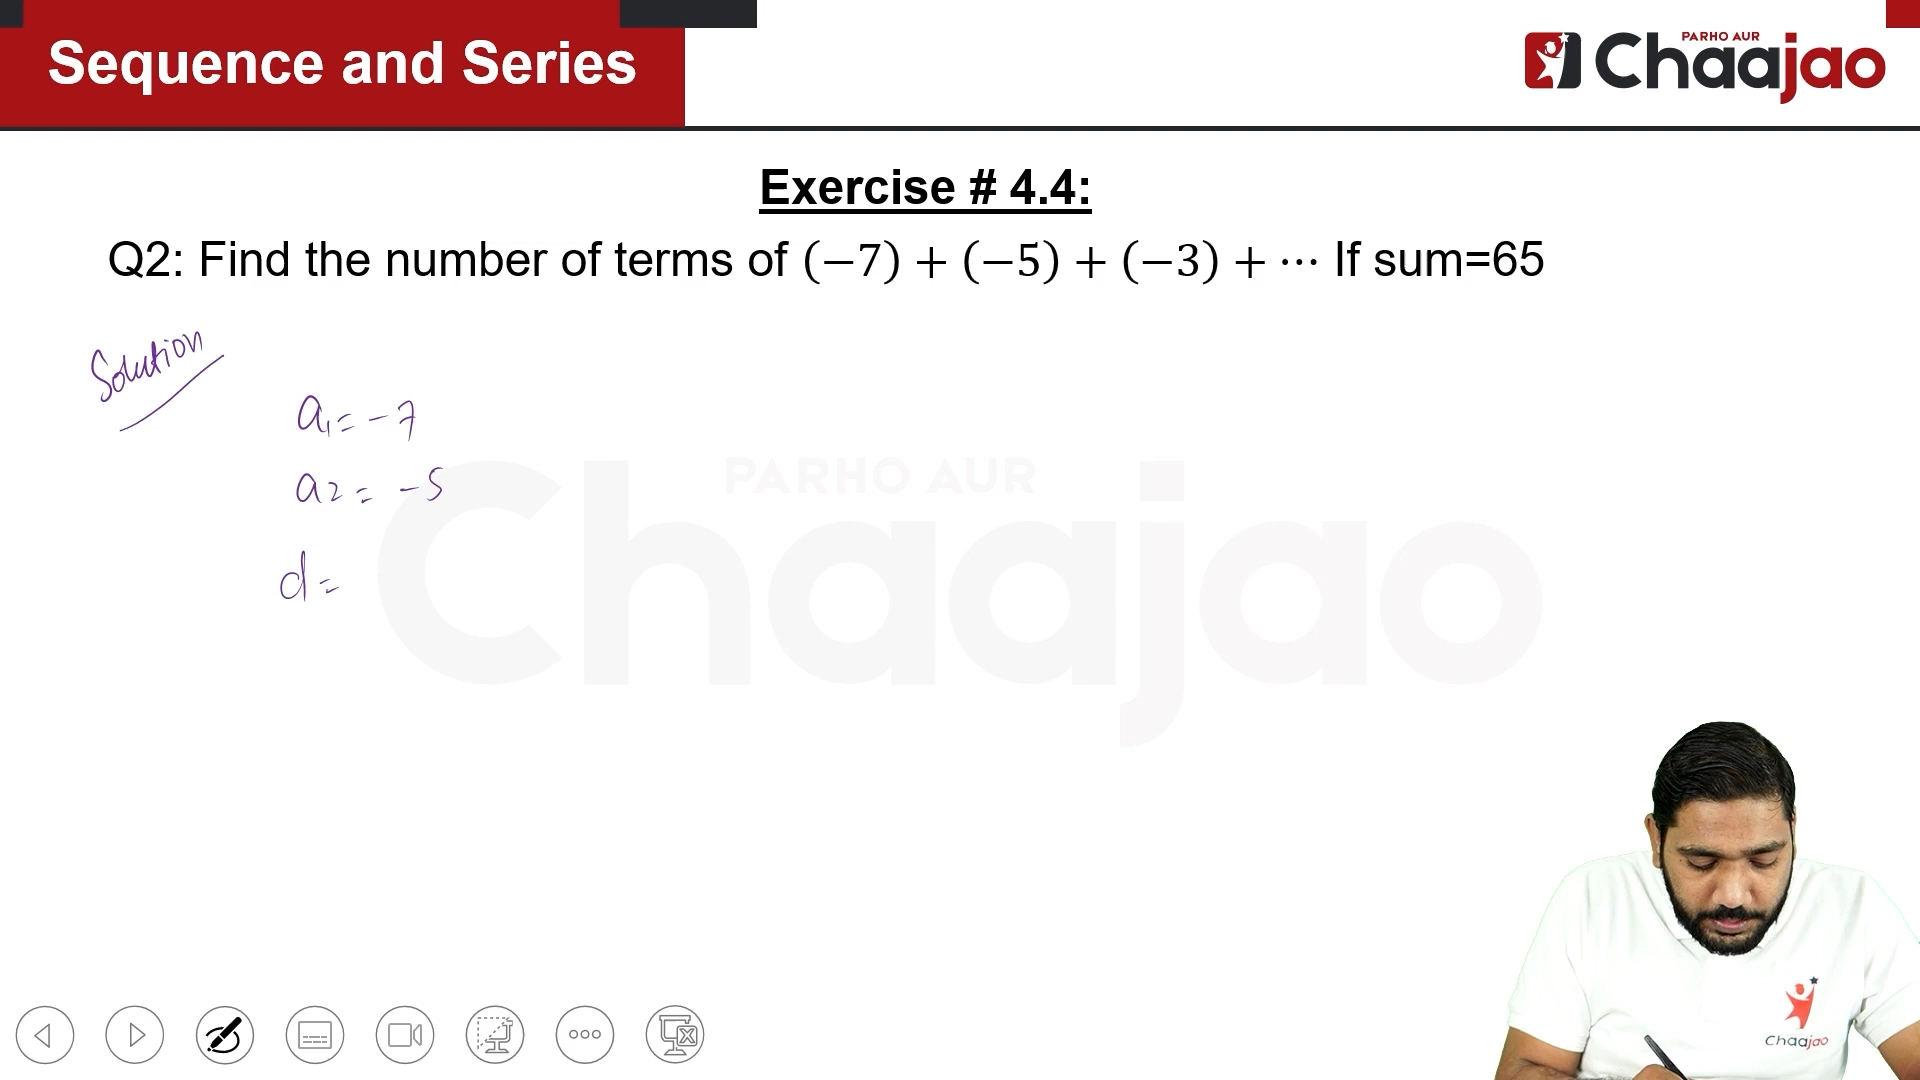 Sequence and Series
PARHO AUR
Chaajao
Exercise # 4.4:
Q2: Find the number of terms of (−7) + (−5) + (−3) + ⋯ If sum=65
Solution
a₁ = −7
a2 = −5
d =
PARHO AUR
Chaajao
Chaajao